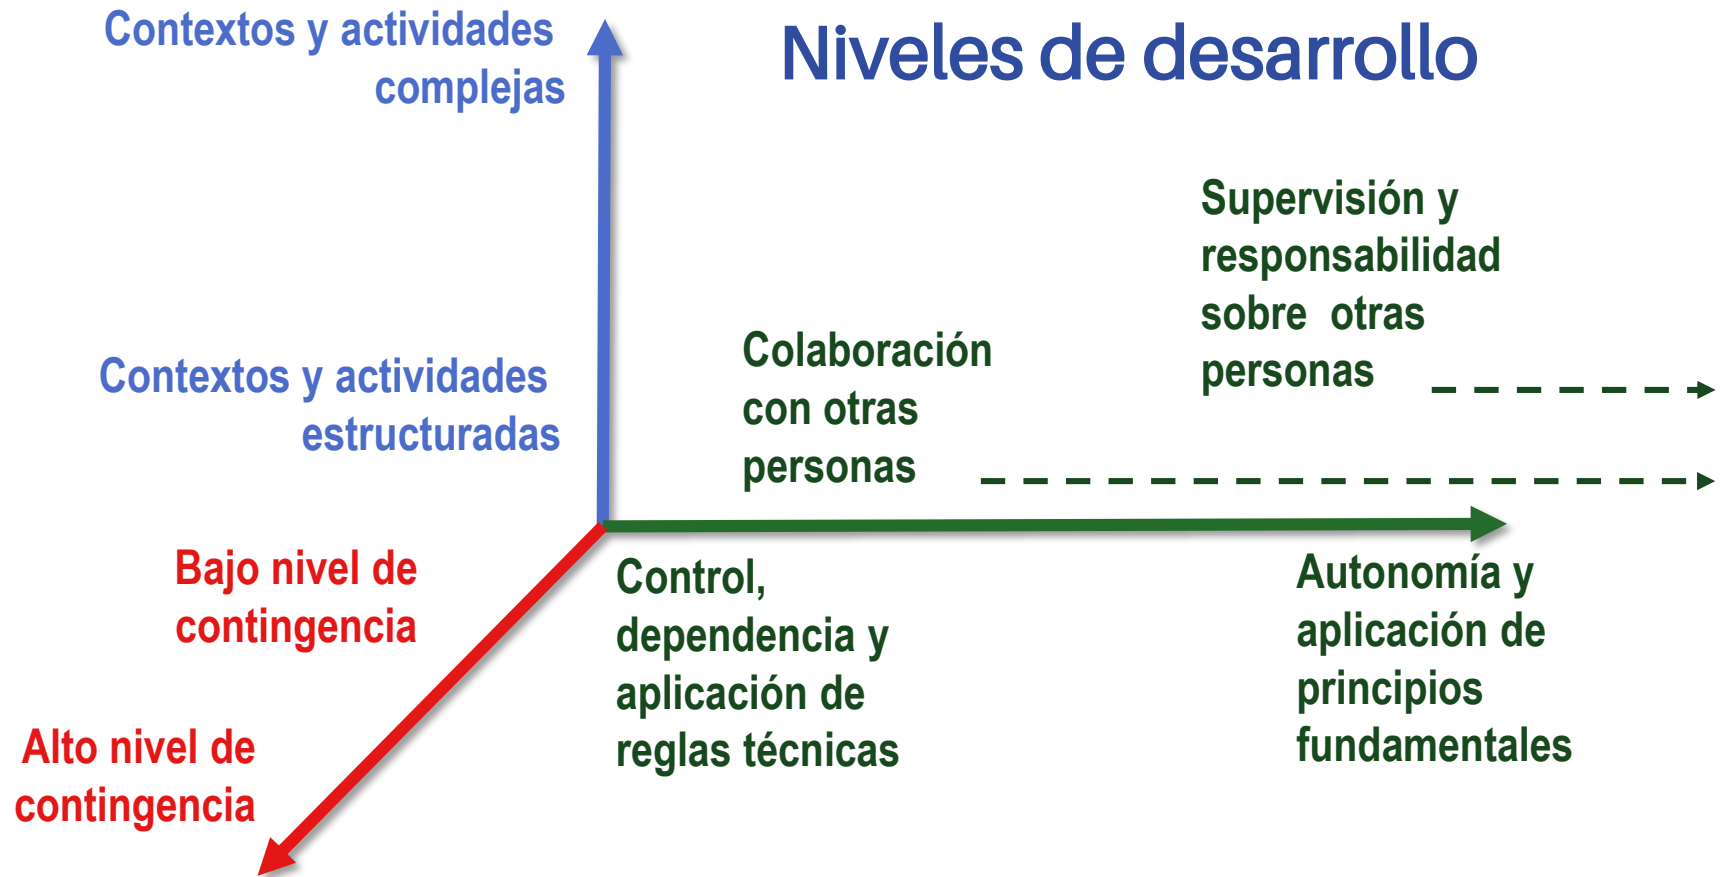 Niveles de desarrollo
Contextos y actividades
complejas
Contextos y actividades
estructuradas
Supervisión y
responsabilidad
sobre otras
personas
Colaboración
con otras
personas
Bajo nivel de
contingencia
Alto nivel de
contingencia
Control,
dependencia y
aplicación de
reglas técnicas
Autonomía y
aplicación de
principios
fundamentales